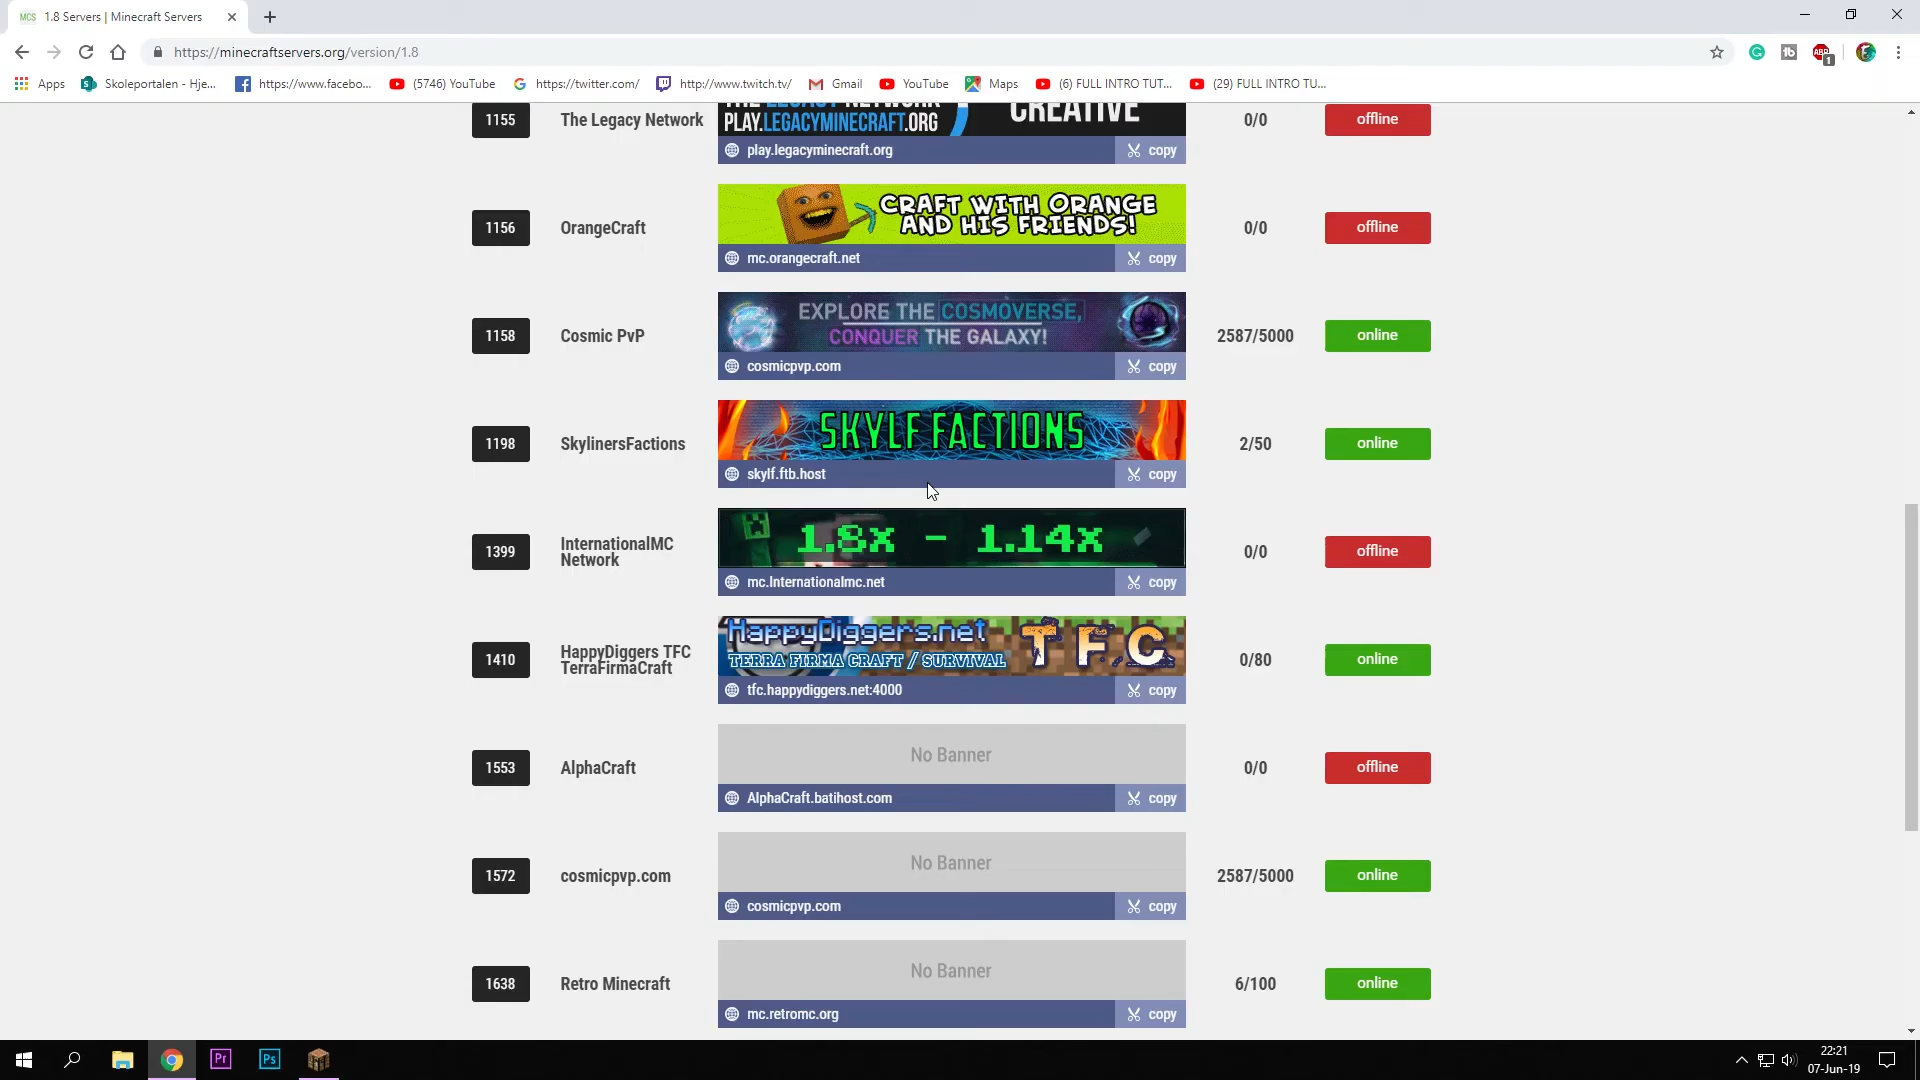 MCS 1.8 Servers | Minecraft Servers
https://minecraftservers.org/version/1.8
ABP 1
Apps Skoleportalen - Hje... https://www.facebo... (5746) YouTube https://twitter.com/ http://www.twitch.tv/ Gmail YouTube Maps (6) FULL INTRO TUT... (29) FULL INTRO TU...
1155 The Legacy Network THE LEGACY NETWORK CREATIVE 0/0 offline
PLAY.LEGACYMINECRAFT.ORG
play.legacyminecraft.org copy
1156 OrangeCraft CRAFT WITH ORANGE 0/0 offline
AND HIS FRIENDS!
mc.orangecraft.net copy
1158 Cosmic PvP EXPLORE THE COSMOVERSE, 2587/5000 online
CONQUER THE GALAXY!
cosmicpvp.com copy
1198 SkylinersFactions SKYLF FACTIONS 2/50 online
skylf.ftb.host copy
1399 InternationalMC 1.8x - 1.14x 0/0 offline
Network
mc.Internationalmc.net copy
1410 HappyDiggers TFC HappyDiggers.net TFC 0/80 online
TerraFirmaCraft TERRA FIRMA CRAFT / SURVIVAL
tfc.happydiggers.net:4000 copy
1553 AlphaCraft No Banner 0/0 offline
AlphaCraft.batihost.com copy
1572 cosmicpvp.com No Banner 2587/5000 online
cosmicpvp.com copy
1638 Retro Minecraft No Banner 6/100 online
mc.retromc.org copy
Pr Ps 22:21
07-Jun-19